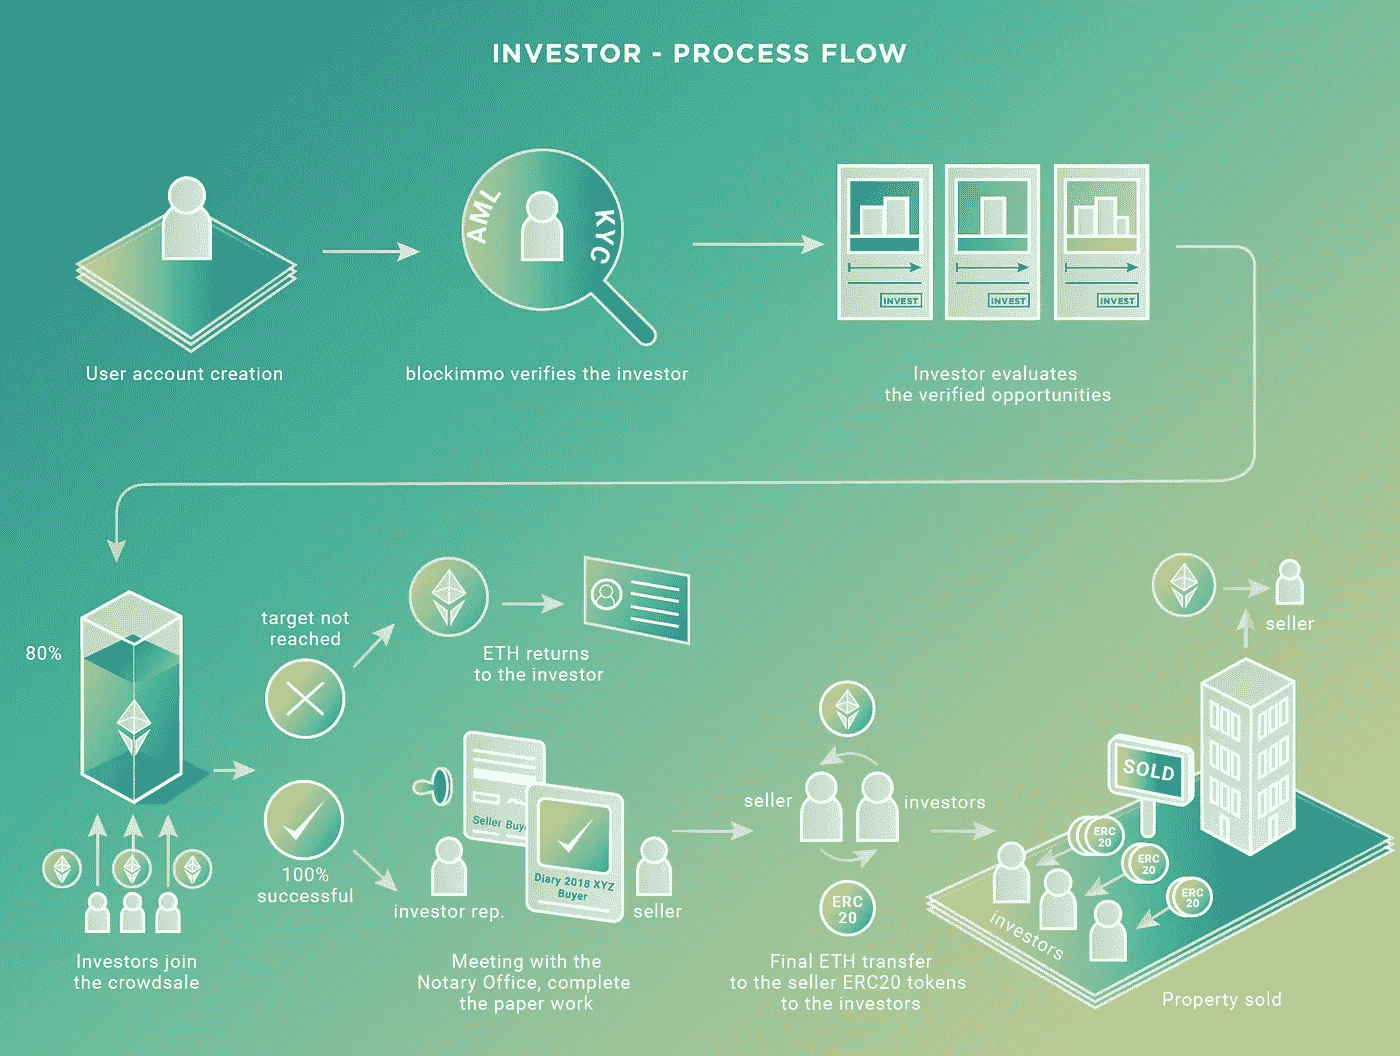 INVESTOR - PROCESS FLOW
AML
KYC
INVEST
INVEST
INVEST
User account creation
blockimmo verifies the investor
Investor evaluates
the verified opportunities
80%
target not
reached
ETH returns
to the investor
seller
100%
successful
Seller Buye
Diary 2018 XYZ
Buyer
investor rep.
seller
seller
investors
ERC
20
SOLD
ERC
20
ERC
20
ERC
20
investors
Investors join
the crowdsale
Meeting with the
Notary Office, complete
the paper work
Final ETH transfer
to the seller ERC20 tokens
to the investors
Property sold